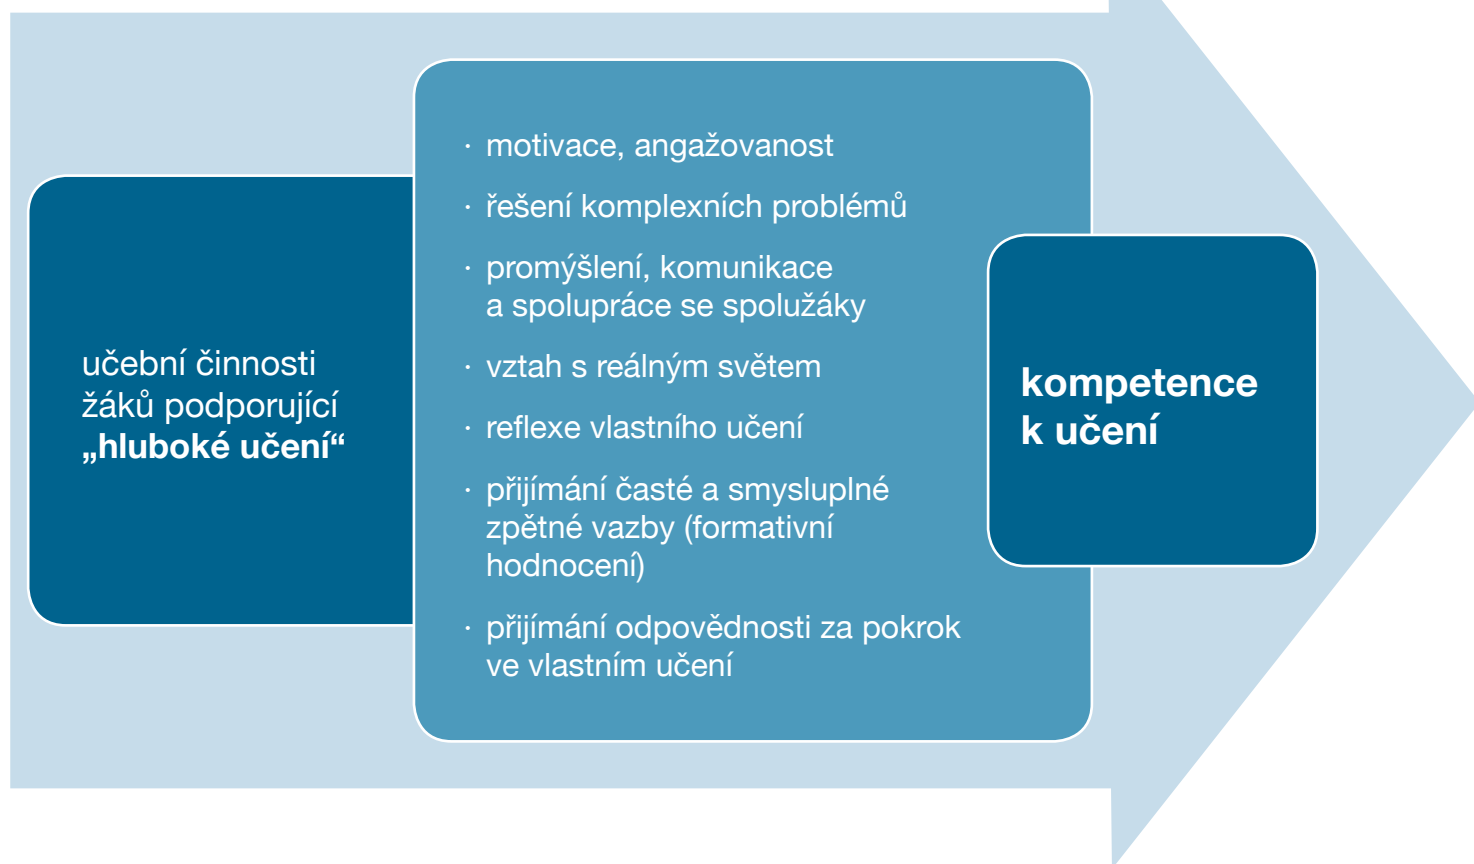 učební činnosti
žáků podporující
„hluboké učení“
· motivace, angažovanost
· řešení komplexních problémů
· promýšlení, komunikace
a spolupráce se spolužáky
· vztah s reálným světem
· reflexe vlastního učení
· přijímání časté a smysluplné
zpětné vazby (formativní
hodnocení)
· přijímání odpovědnosti za pokrok
ve vlastním učení
kompetence
k učení